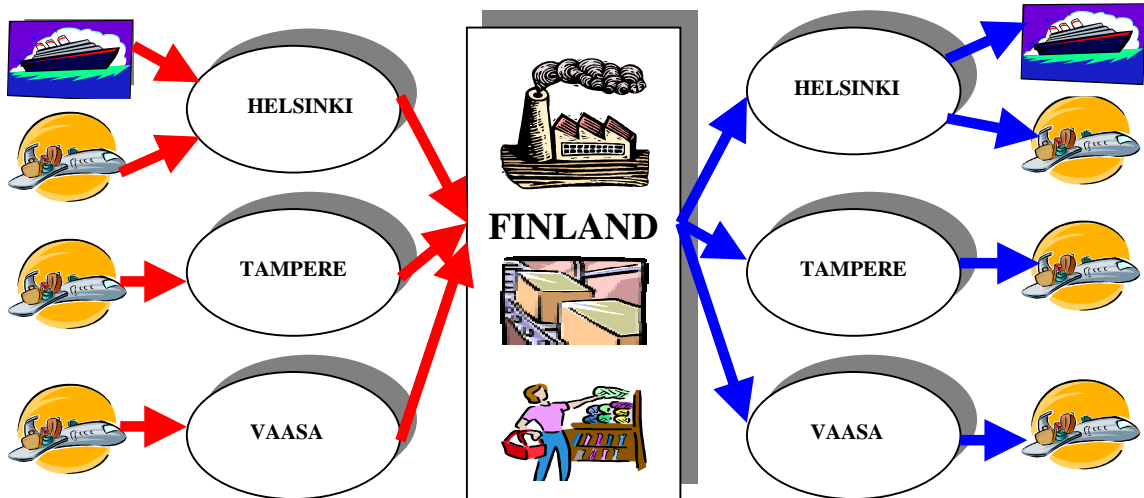 HELSINKI
TAMPERE
VAASA
FINLAND
HELSINKI
TAMPERE
VAASA